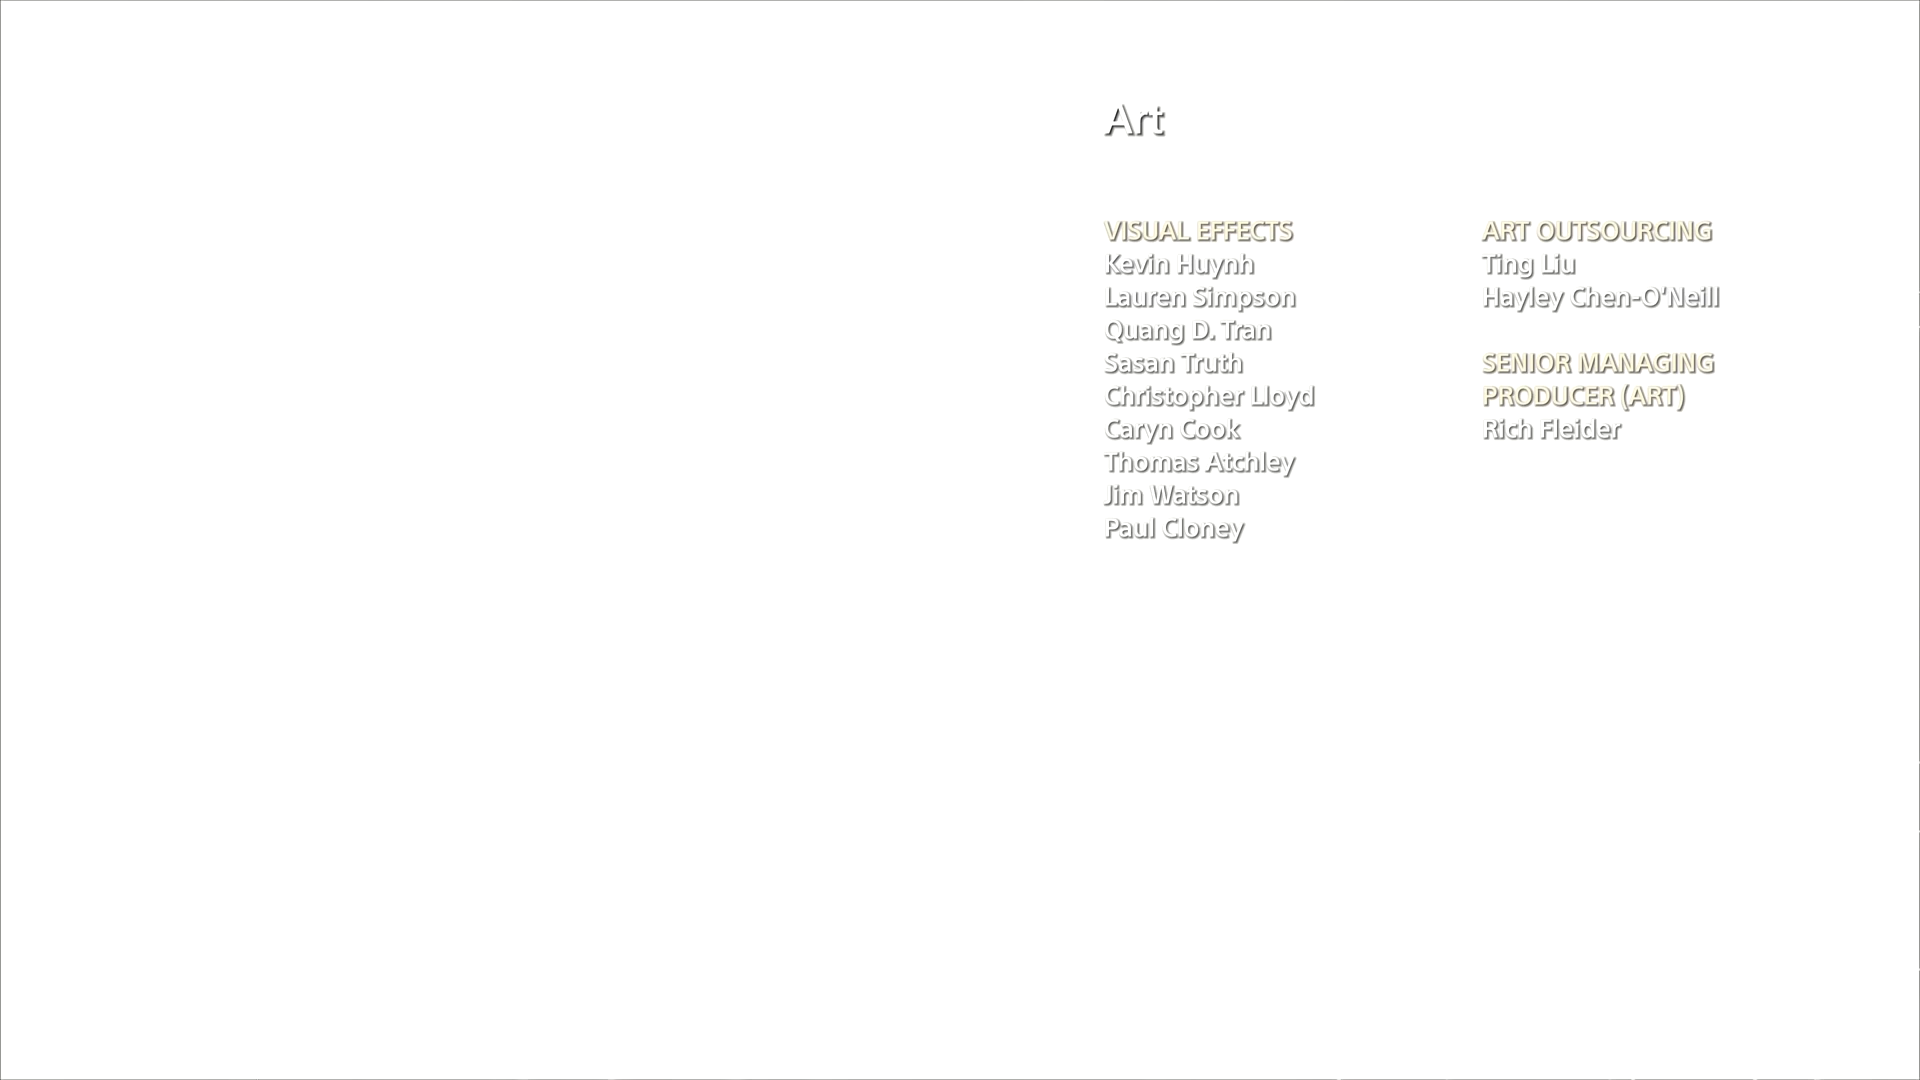 Art
VISUAL EFFECTS
Kevin Huynh
Lauren Simpson
Quang D. Tran
Sasan Truth
Christopher Lloyd
Caryn Cook
Thomas Atchley
Jim Watson
Paul Cloney
ART OUTSOURCING
Ting Liu
Hayley Chen-O'Neill
SENIOR MANAGING
PRODUCER (ART)
Rich Fleider